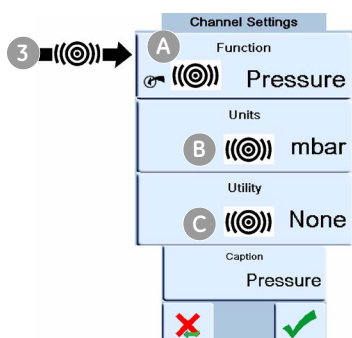 Channel Settings
3
A
Function
Pressure
Units
B
mbar
Utility
C
None
Caption
Pressure